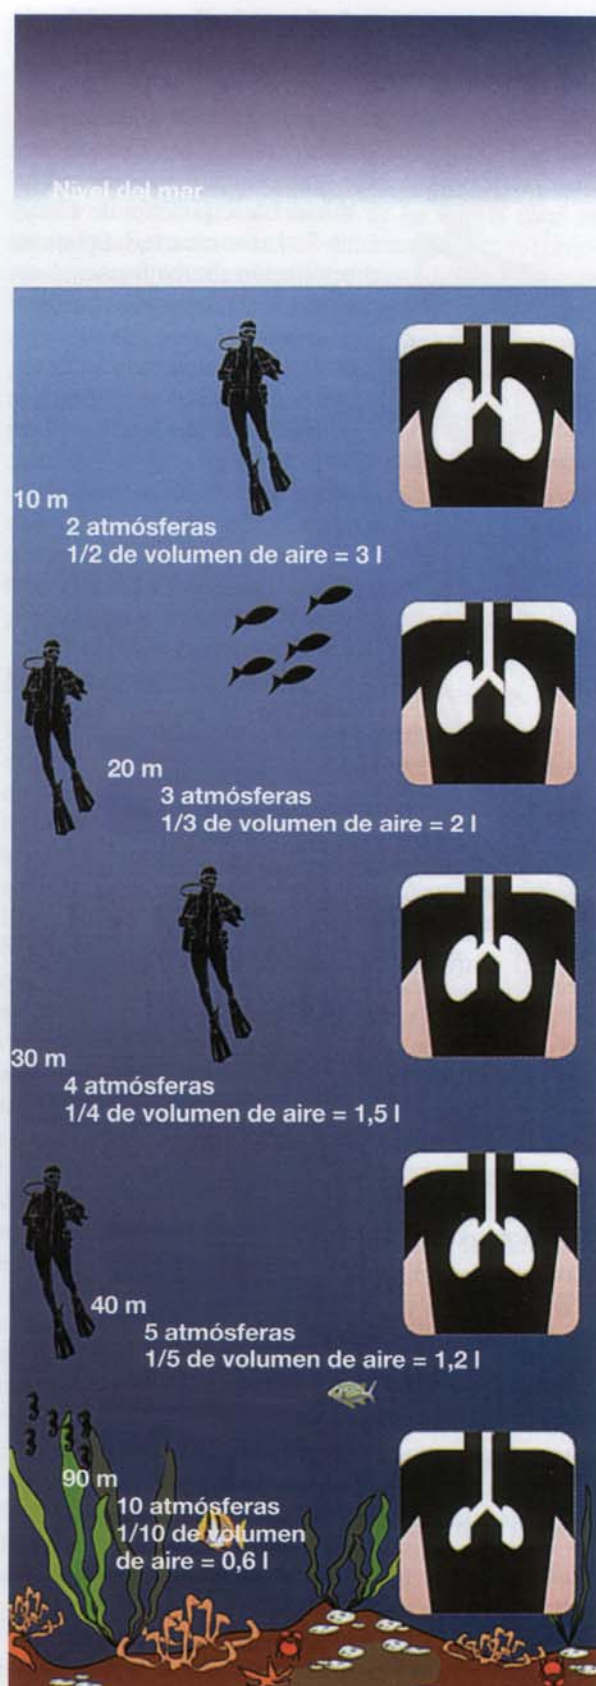 Nivel del mar
10 m
2 atmósferas
1/2 de volumen de aire = 3 l
20 m
3 atmósferas
1/3 de volumen de aire = 2 l
30 m
4 atmósferas
1/4 de volumen de aire = 1,5 l
40 m
5 atmósferas
1/5 de volumen de aire = 1,2 l
90 m
10 atmósferas
1/10 de volumen
de aire = 0,6 l